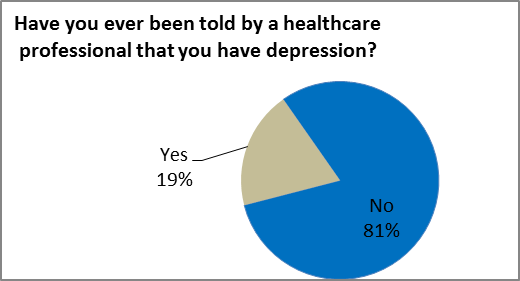 Have you ever been told by a healthcare
professional that you have depression?
Yes
19%
No
81%